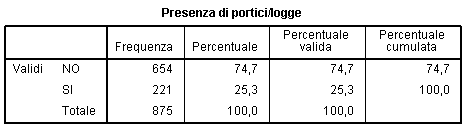 Presenza di portici/logge
Frequenza Percentuale Percentuale valida Percentuale cumulata
Validi NO 654 74,7 74,7 74,7
SI 221 25,3 25,3 100,0
Totale 875 100,0 100,0